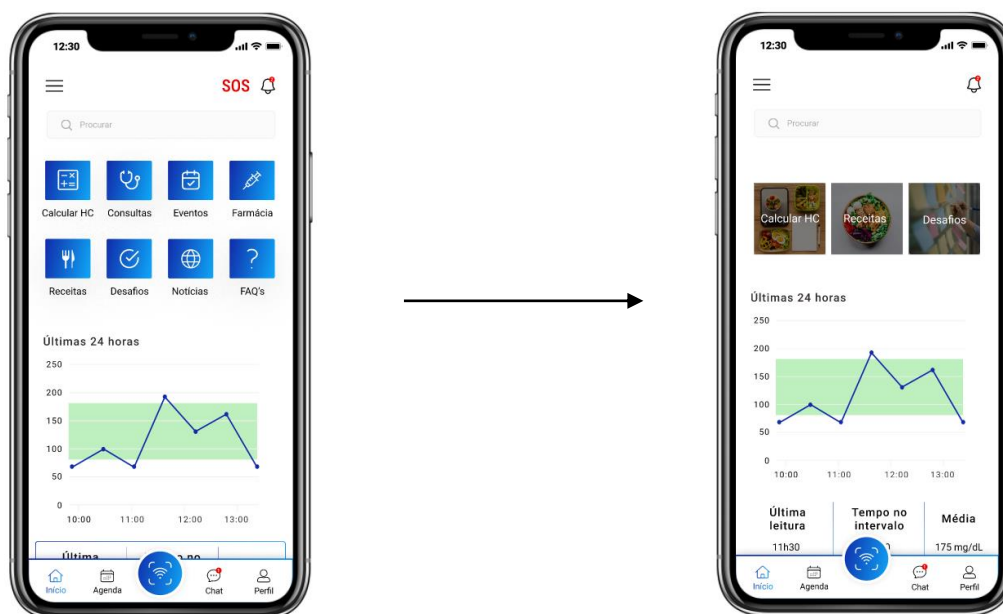 12:30
SOS
Procurar
Calcular HC Consultas Eventos Farmácia
Receitas Desafios Notícias FAQ's
Últimas 24 horas
250
200
150
100
50
0
10:00 11:00 12:00 13:00
Última no
Início Agenda Chat Perfil
12:30
Procurar
Calcular HC Receitas Desafios
Últimas 24 horas
250
200
150
100
50
0
10:00 11:00 12:00 13:00
Última leitura
Tempo no intervalo
Média
11h30 175 mg/dL
Início Agenda Chat Perfil